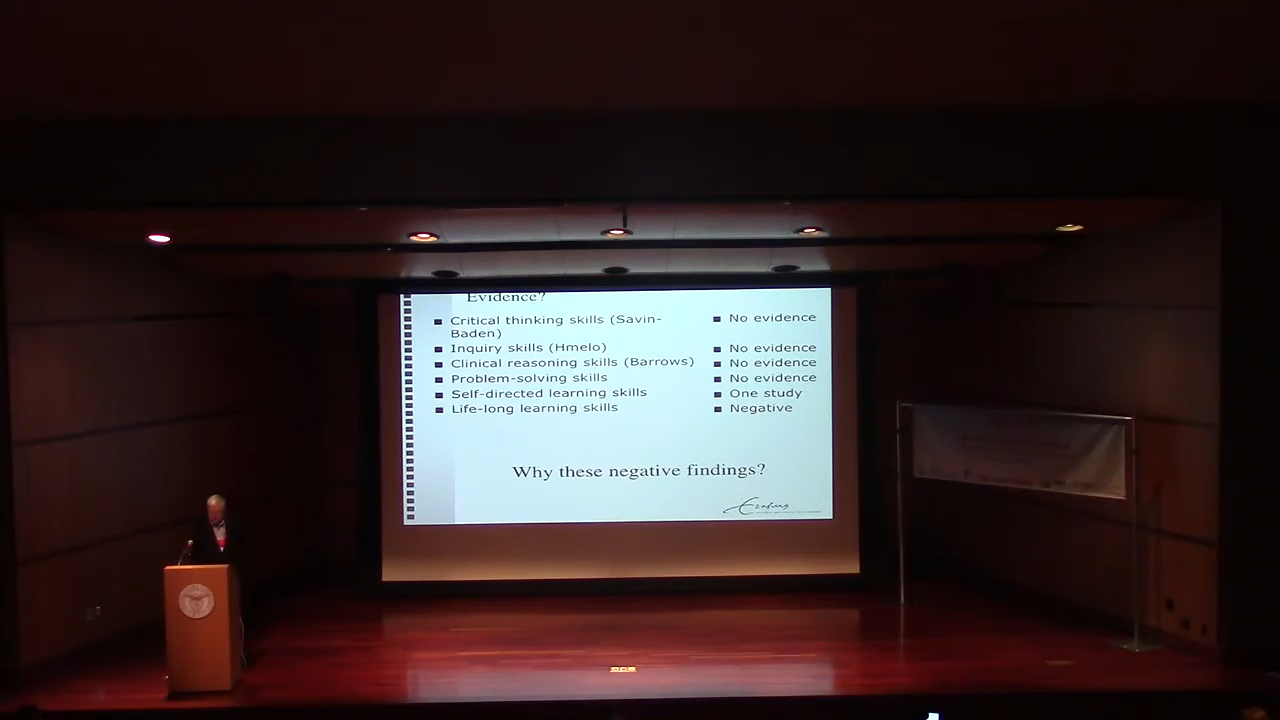 Evidence?
Critical thinking skills (Savin-
Baden)
No evidence
Inquiry skills (Hmelo)
No evidence
Clinical reasoning skills (Barrows)
No evidence
Problem-solving skills
No evidence
Self-directed learning skills
One study
Life-long learning skills
Negative
Why these negative findings?
Erasmus